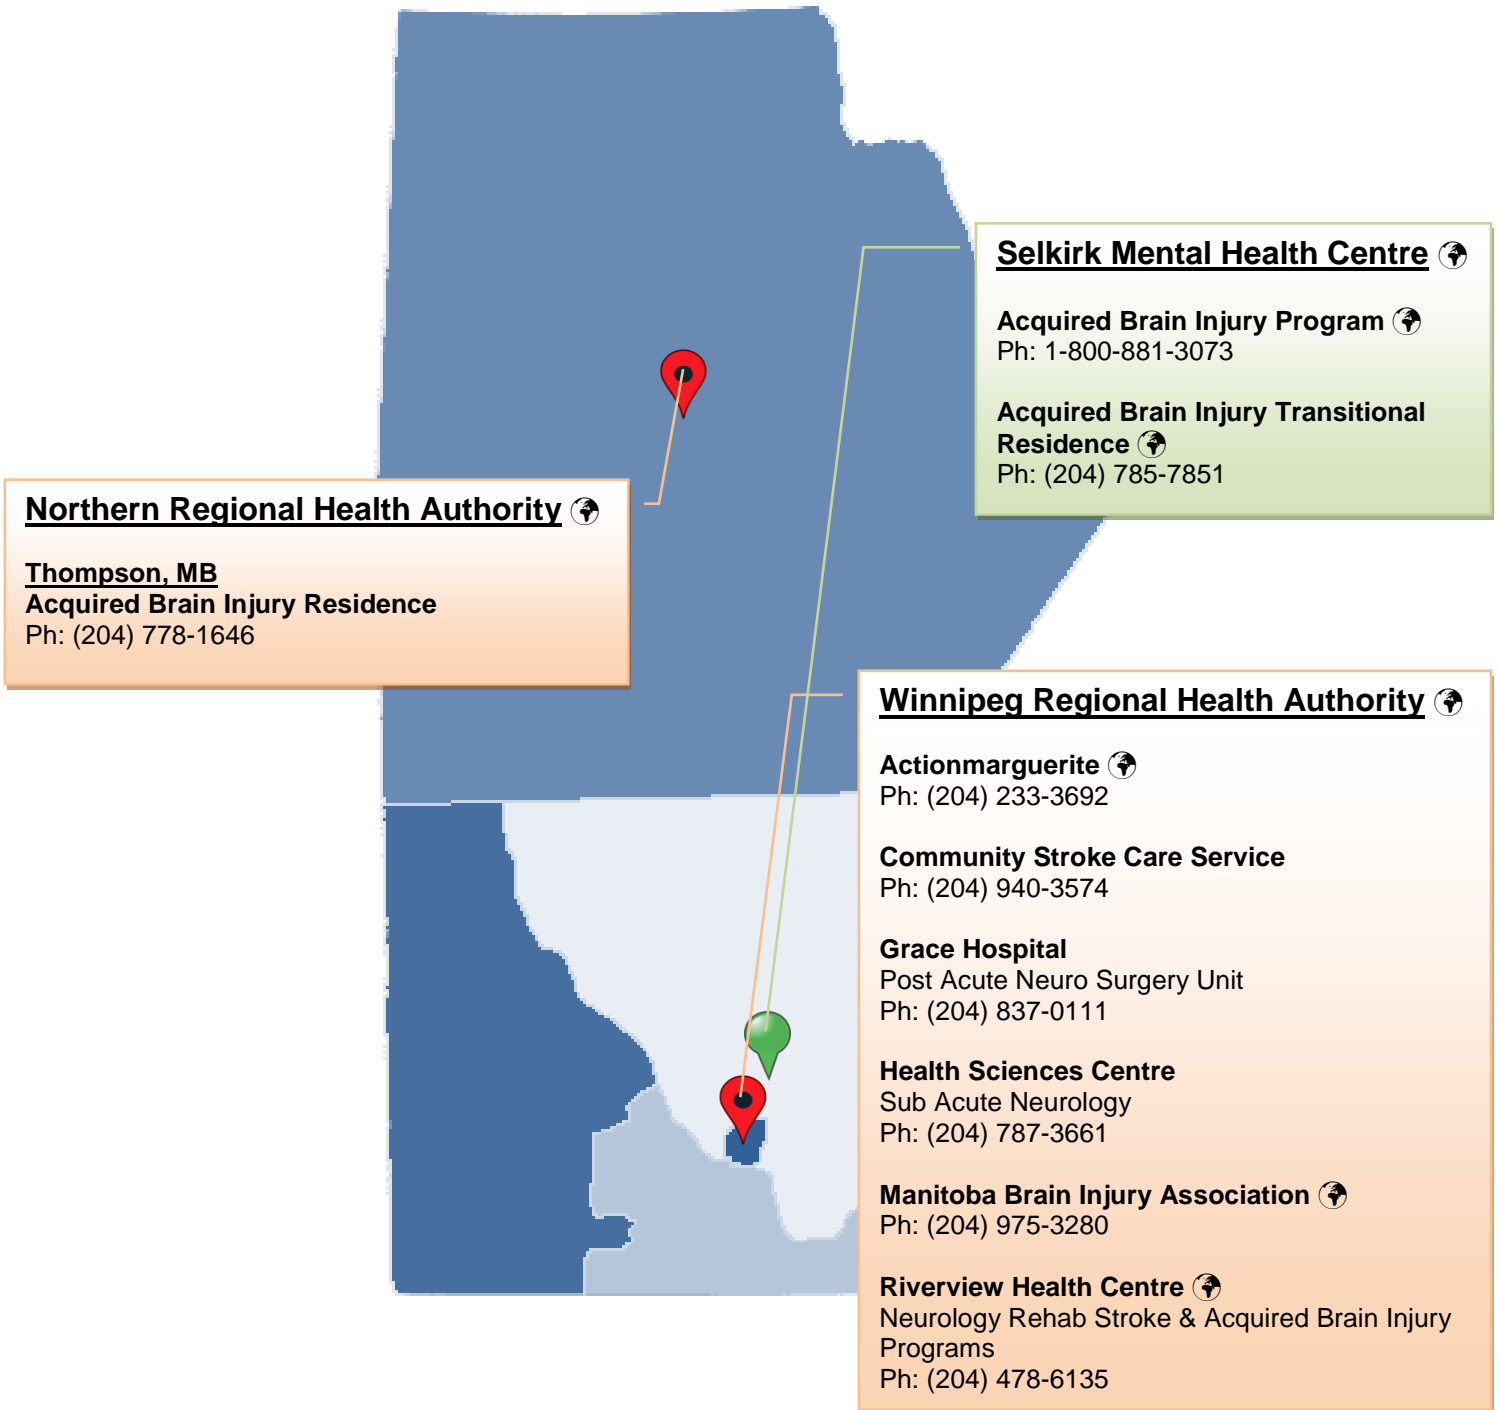 Selkirk Mental Health Centre
Acquired Brain Injury Program
Ph: 1-800-881-3073
Acquired Brain Injury Transitional
Residence
Ph: (204) 785-7851
Northern Regional Health Authority
Thompson, MB
Acquired Brain Injury Residence
Ph: (204) 778-1646
Winnipeg Regional Health Authority
Actionmarguerite
Ph: (204) 233-3692
Community Stroke Care Service
Ph: (204) 940-3574
Grace Hospital
Post Acute Neuro Surgery Unit
Ph: (204) 837-0111
Health Sciences Centre
Sub Acute Neurology
Ph: (204) 787-3661
Manitoba Brain Injury Association
Ph: (204) 975-3280
Riverview Health Centre
Neurology Rehab Stroke & Acquired Brain Injury
Programs
Ph: (204) 478-6135